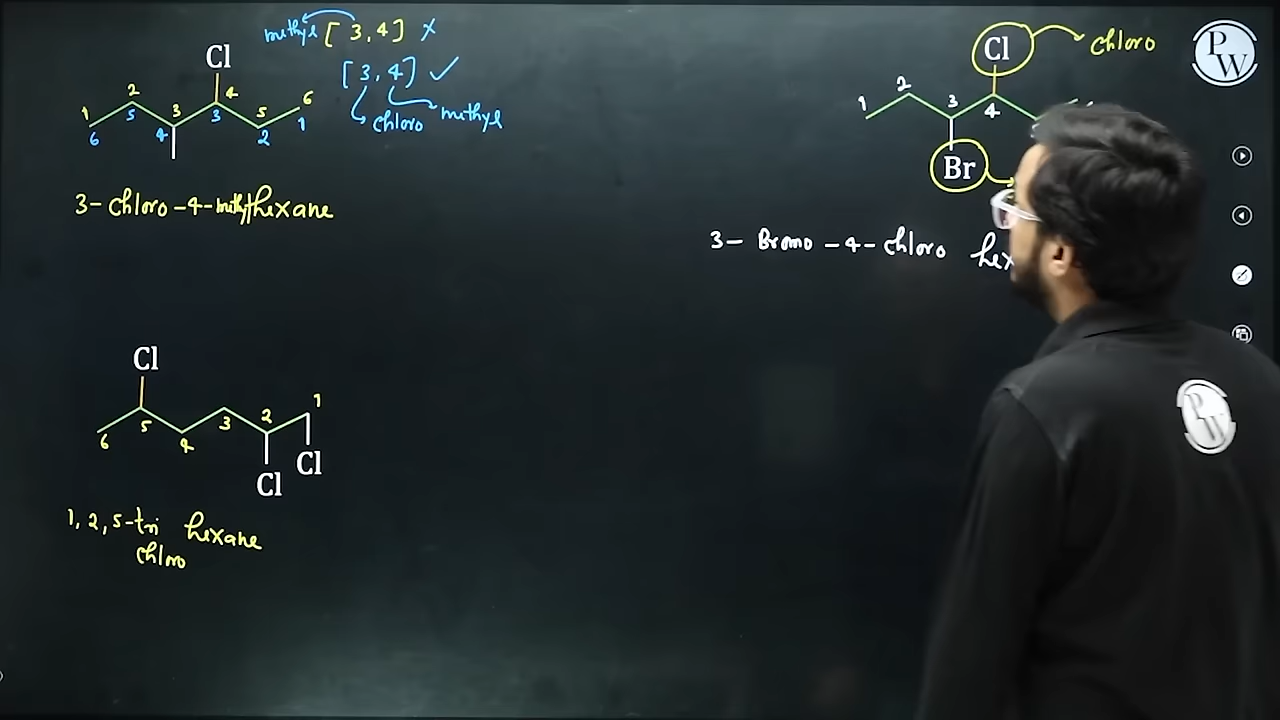 methyl [ 3, 4 ] ×
Cl
[ 3, 4 ] ✓
chloro methyl
1 2 3 4 5 6
6 5 4 3 2 1
3- chloro -4-methylhexane
Cl
6 5 4 3 2 1
Cl
Cl
1, 2, 5-tri hexane
chloro
Cl chloro
1 2 3 4
Br
3- Bromo -4- chloro hex
PW
PW